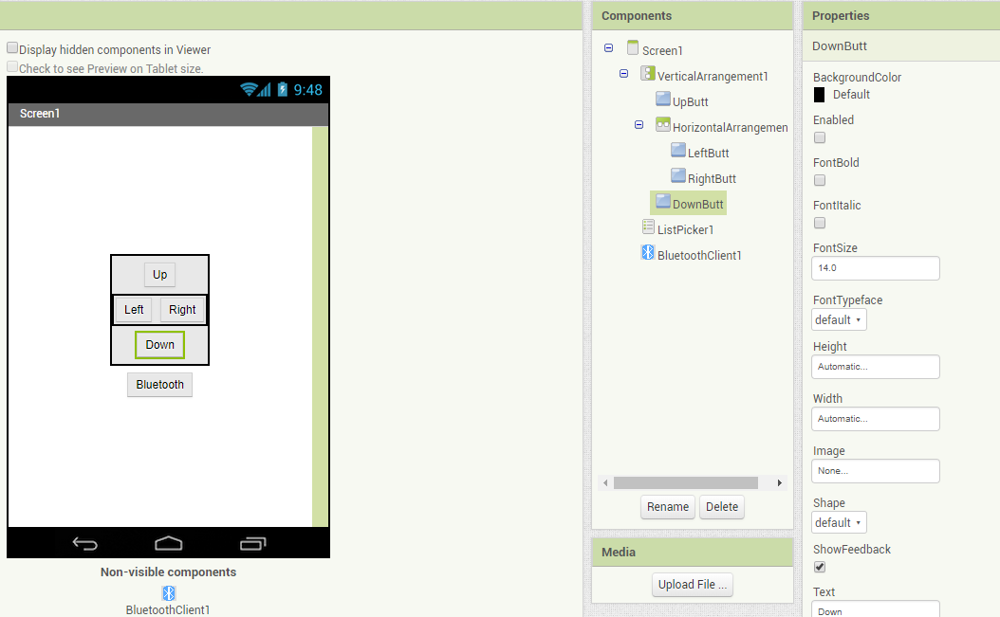 Display hidden components in Viewer
Check to see Preview on Tablet size.
9:48
Screen1
Up
Left Right
Down
Bluetooth
Non-visible components
BluetoothClient1
Components
Screen1
VerticalArrangement1
UpButt
HorizontalArrangemen
LeftButt
RightButt
DownButt
ListPicker1
BluetoothClient1
Rename Delete
Media
Upload File ...
Properties
DownButt
BackgroundColor
Default
Enabled
FontBold
FontItalic
FontSize
14.0
FontTypeface
default
Height
Automatic...
Width
Automatic...
Image
None...
Shape
default
ShowFeedback
Text
Down